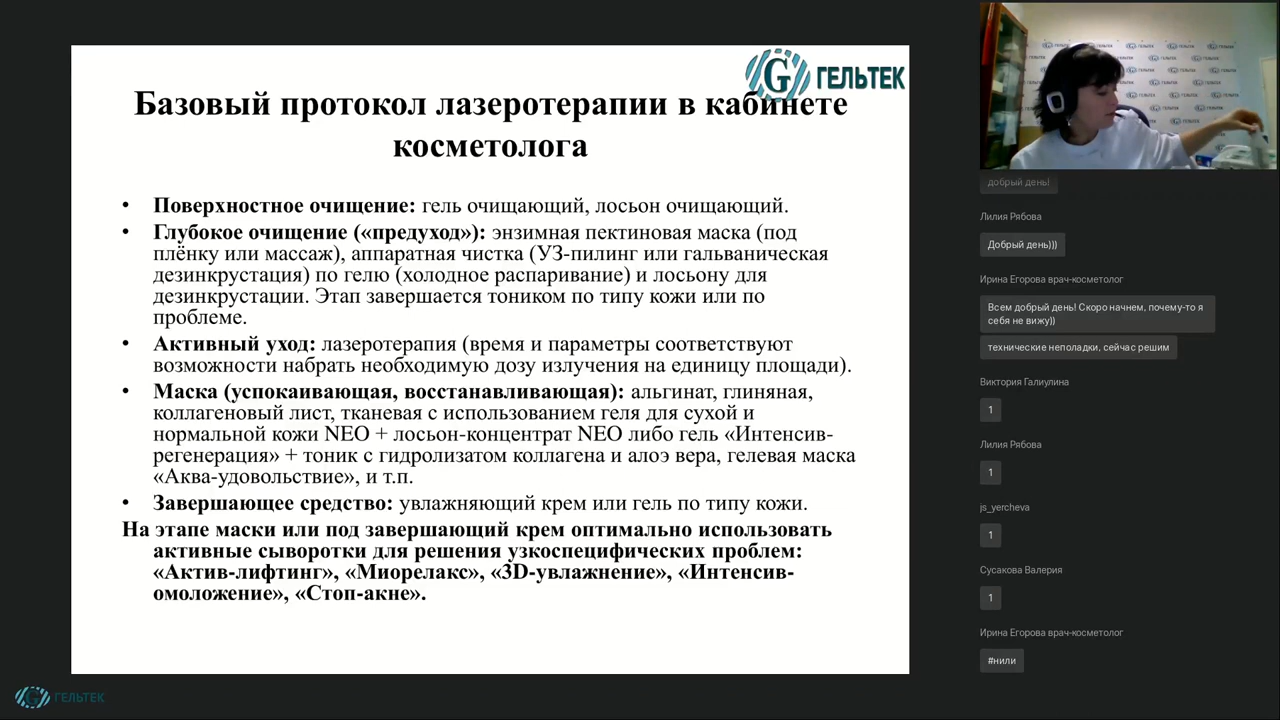 ГЕЛЬТЕК
Базовый протокол лазеротерапии в кабинете
косметолога
• Поверхностное очищение: гель очищающий, лосьон очищающий.
• Глубокое очищение («предуход»): энзимная пектиновая маска (под
плёнку или массаж), аппаратная чистка (УЗ-пилинг или гальваническая
дезинкрустация) по гелю (холодное распаривание) и лосьону для
дезинкрустации. Этап завершается тоником по типу кожи или по
проблеме.
• Активный уход: лазеротерапия (время и параметры соответствуют
возможности набрать необходимую дозу излучения на единицу площади).
• Маска (успокаивающая, восстанавливающая): альгинат, глиняная,
коллагеновый лист, тканевая с использованием геля для сухой и
нормальной кожи NEO + лосьон-концентрат NEO либо гель «Интенсив-
регенерация» + тоник с гидролизатом коллагена и алоэ вера, гелевая маска
«Аква-удовольствие», и т.п.
• Завершающее средство: увлажняющий крем или гель по типу кожи.
На этапе маски или под завершающий крем оптимально использовать
активные сыворотки для решения узкоспецифических проблем:
«Актив-лифтинг», «Миорелакс», «3D-увлажнение», «Интенсив-
омоложение», «Стоп-акне».
ГЕЛЬТЕК
добрый день!
Лилия Рябова
Добрый день)))
Ирина Егорова врач-косметолог
Всем добрый день! Скоро начнем, почему-то я
себя не вижу))
технические неполадки, сейчас решим
Виктория Галиулина
1
Лилия Рябова
1
js_yercheva
1
Сусакова Валерия
1
Ирина Егорова врач-косметолог
#нили